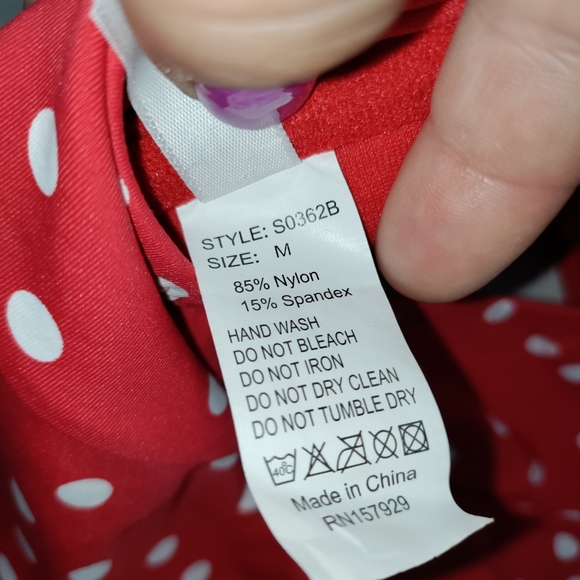 STYLE: S0362B
SIZE: M
85% Nylon
15% Spandex
HAND WASH
DO NOT BLEACH
DO NOT IRON
DO NOT DRY CLEAN
DO NOT TUMBLE DRY
40°C
Made in China
RN157929